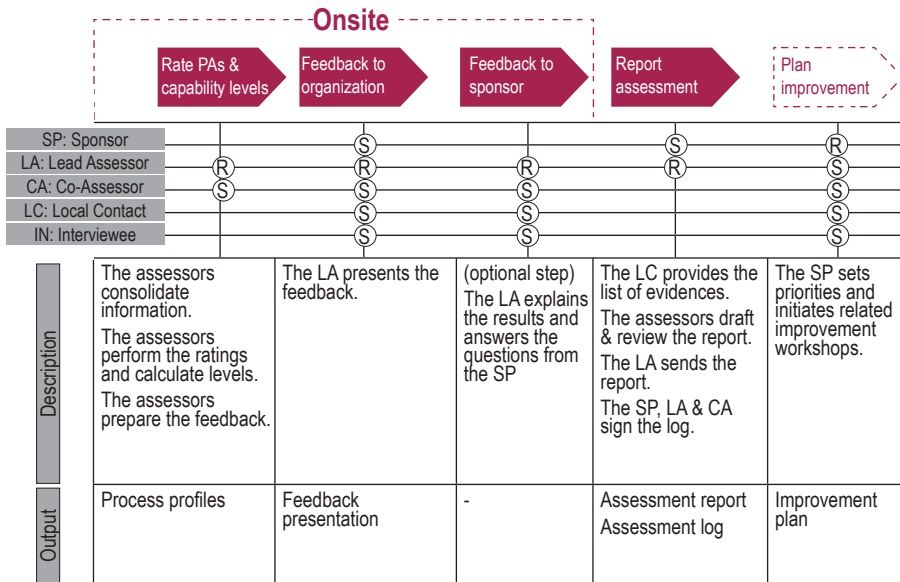 Onsite
Rate PAs &
capability levels
Feedback to
organization
Feedback to
sponsor
Report
assessment
Plan
improvement
SP: Sponsor
S
S
R
LA: Lead Assessor
R
R
R
R
S
CA: Co-Assessor
S
S
S
S
LC: Local Contact
S
S
S
IN: Interviewee
S
S
S
Description
The assessors
consolidate
information.
The assessors
perform the ratings
and calculate levels.
The assessors
prepare the feedback.
The LA presents the
feedback.
(optional step)
The LA explains
the results and
answers the
questions from
the SP
The LC provides the
list of evidences.
The assessors draft
& review the report.
The LA sends the
report.
The SP, LA & CA
sign the log.
The SP sets
priorities and
initiates related
improvement
workshops.
Output
Process profiles
Feedback
presentation
-
Assessment report
Assessment log
Improvement
plan